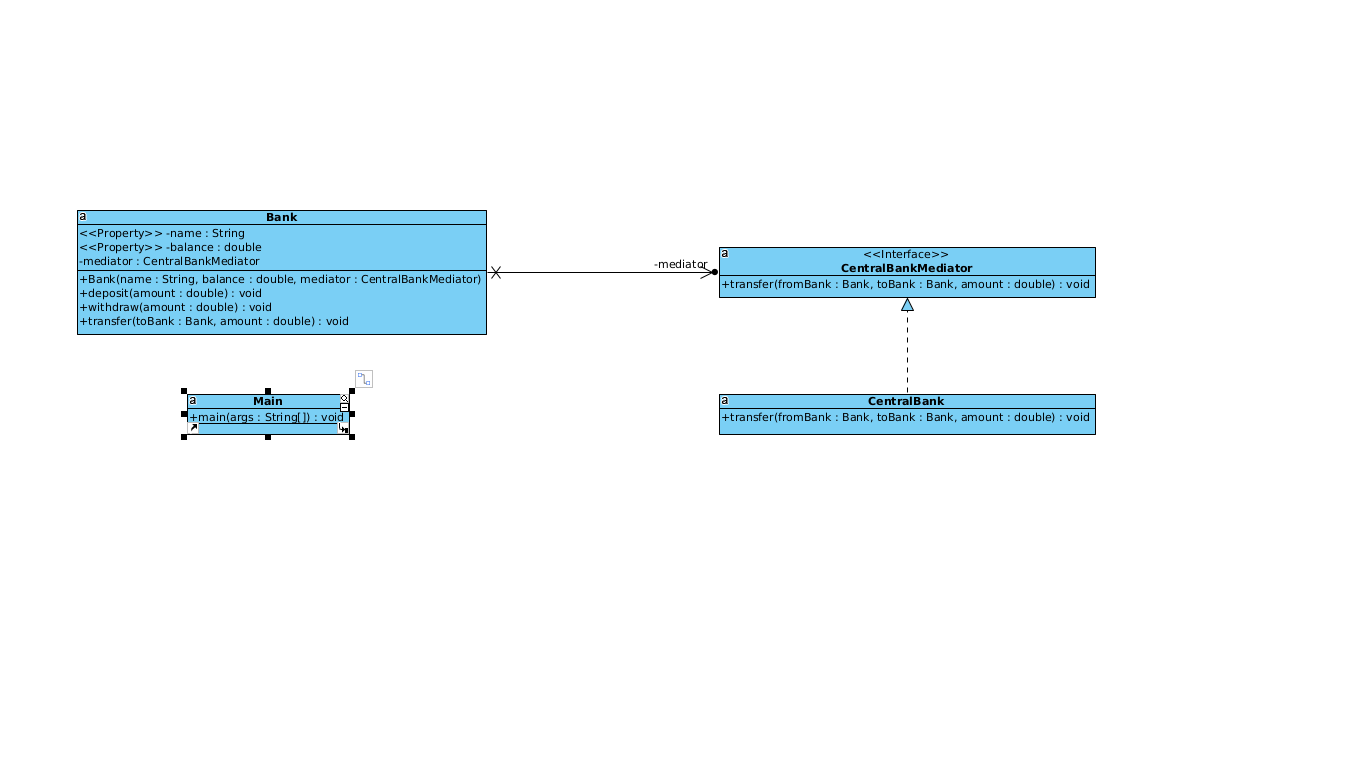 a
Bank
<<Property>> -name : String
<<Property>> -balance : double
-mediator : CentralBankMediator
+Bank(name : String, balance : double, mediator : CentralBankMediator)
+deposit(amount : double) : void
+withdraw(amount : double) : void
+transfer(toBank : Bank, amount : double) : void
-mediator
a
<<Interface>>
CentralBankMediator
+transfer(fromBank : Bank, toBank : Bank, amount : double) : void
a
Main
+main(args : String[]) : void
a
CentralBank
+transfer(fromBank : Bank, toBank : Bank, amount : double) : void